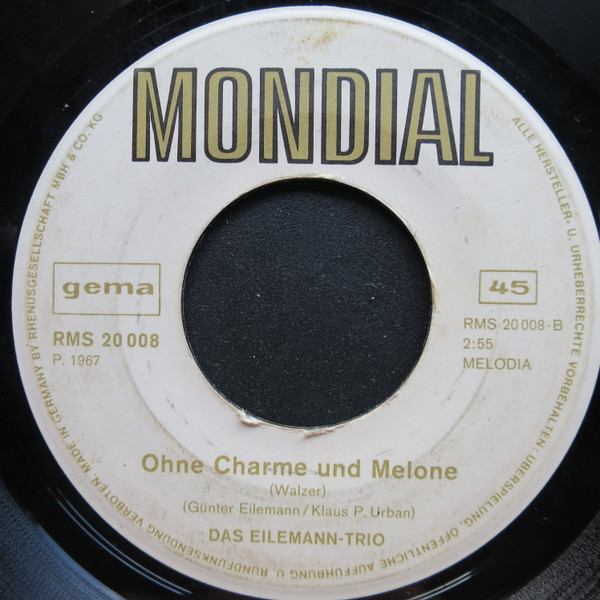 MONDIAL
gema
RMS 20 008
P. 1967
45
RMS 20 008-B
2:55
MELODIA
Ohne Charme und Melone
(Walzer)
(Günter Eilemann/Klaus P. Urban)
DAS EILEMANN-TRIO
ALLE HERSTELLER- U. URHEBERRECHTE VORBEHALTEN: ÜBERSPIELUNG, ÖFFENTLICHE AUFFÜHRUNG U. RUNDFUNKSENDUNG VERBOTEN. MADE IN GERMANY BY RHENUSGESELLSCHAFT MBH & CO. KG